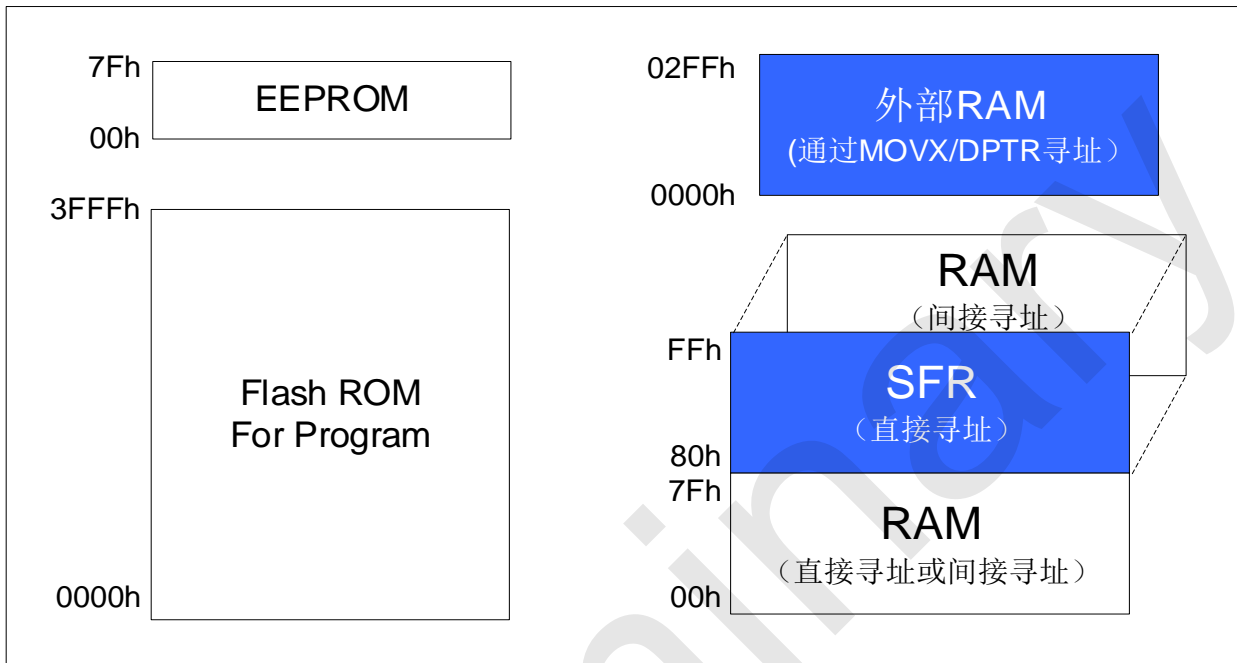 7Fh
EEPROM
00h
3FFFh
Flash ROM
For Program
0000h
02FFh
外部RAM
(通过MOVX/DPTR寻址）
0000h
RAM
（间接寻址）
FFh
SFR
（直接寻址）
80h
7Fh
RAM
（直接寻址或间接寻址）
00h
inary